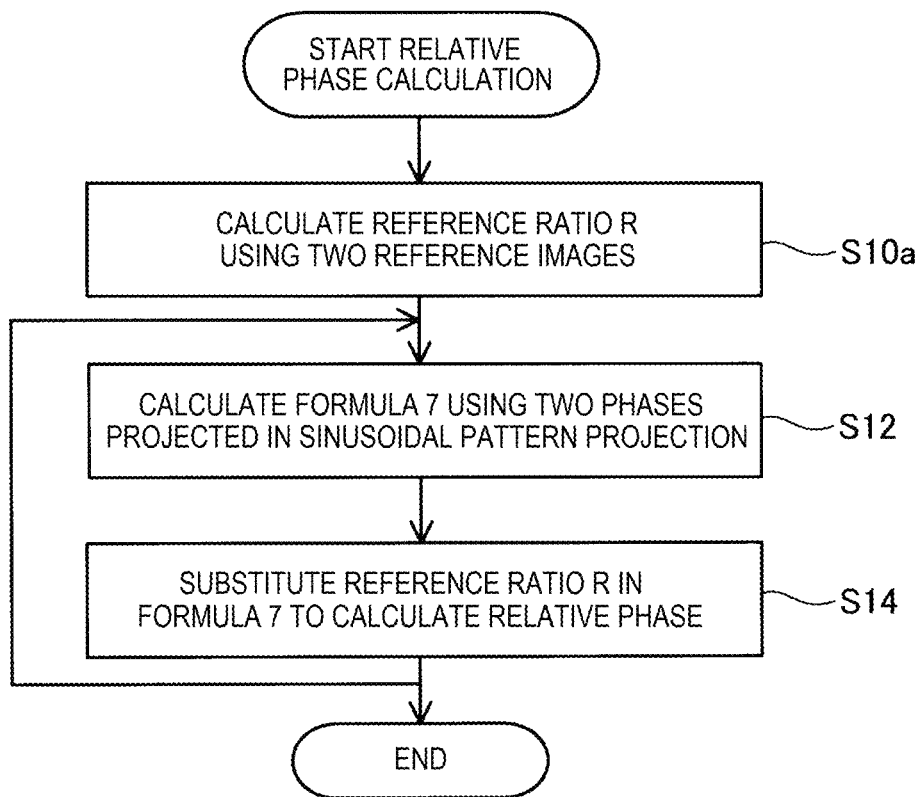 START RELATIVE
PHASE CALCULATION
CALCULATE REFERENCE RATIO R
USING TWO REFERENCE IMAGES
S10a
CALCULATE FORMULA 7 USING TWO PHASES
PROJECTED IN SINUSOIDAL PATTERN PROJECTION
S12
SUBSTITUTE REFERENCE RATIO R IN
FORMULA 7 TO CALCULATE RELATIVE PHASE
S14
END